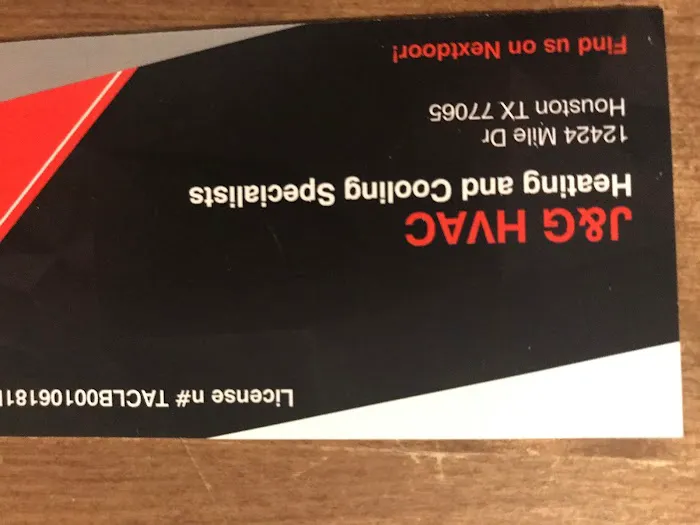 License n# TACLB00106181
J&G HVAC
Heating and Cooling Specialists
12424 Mile Dr
Houston TX 77065
Find us on Nextdoor!